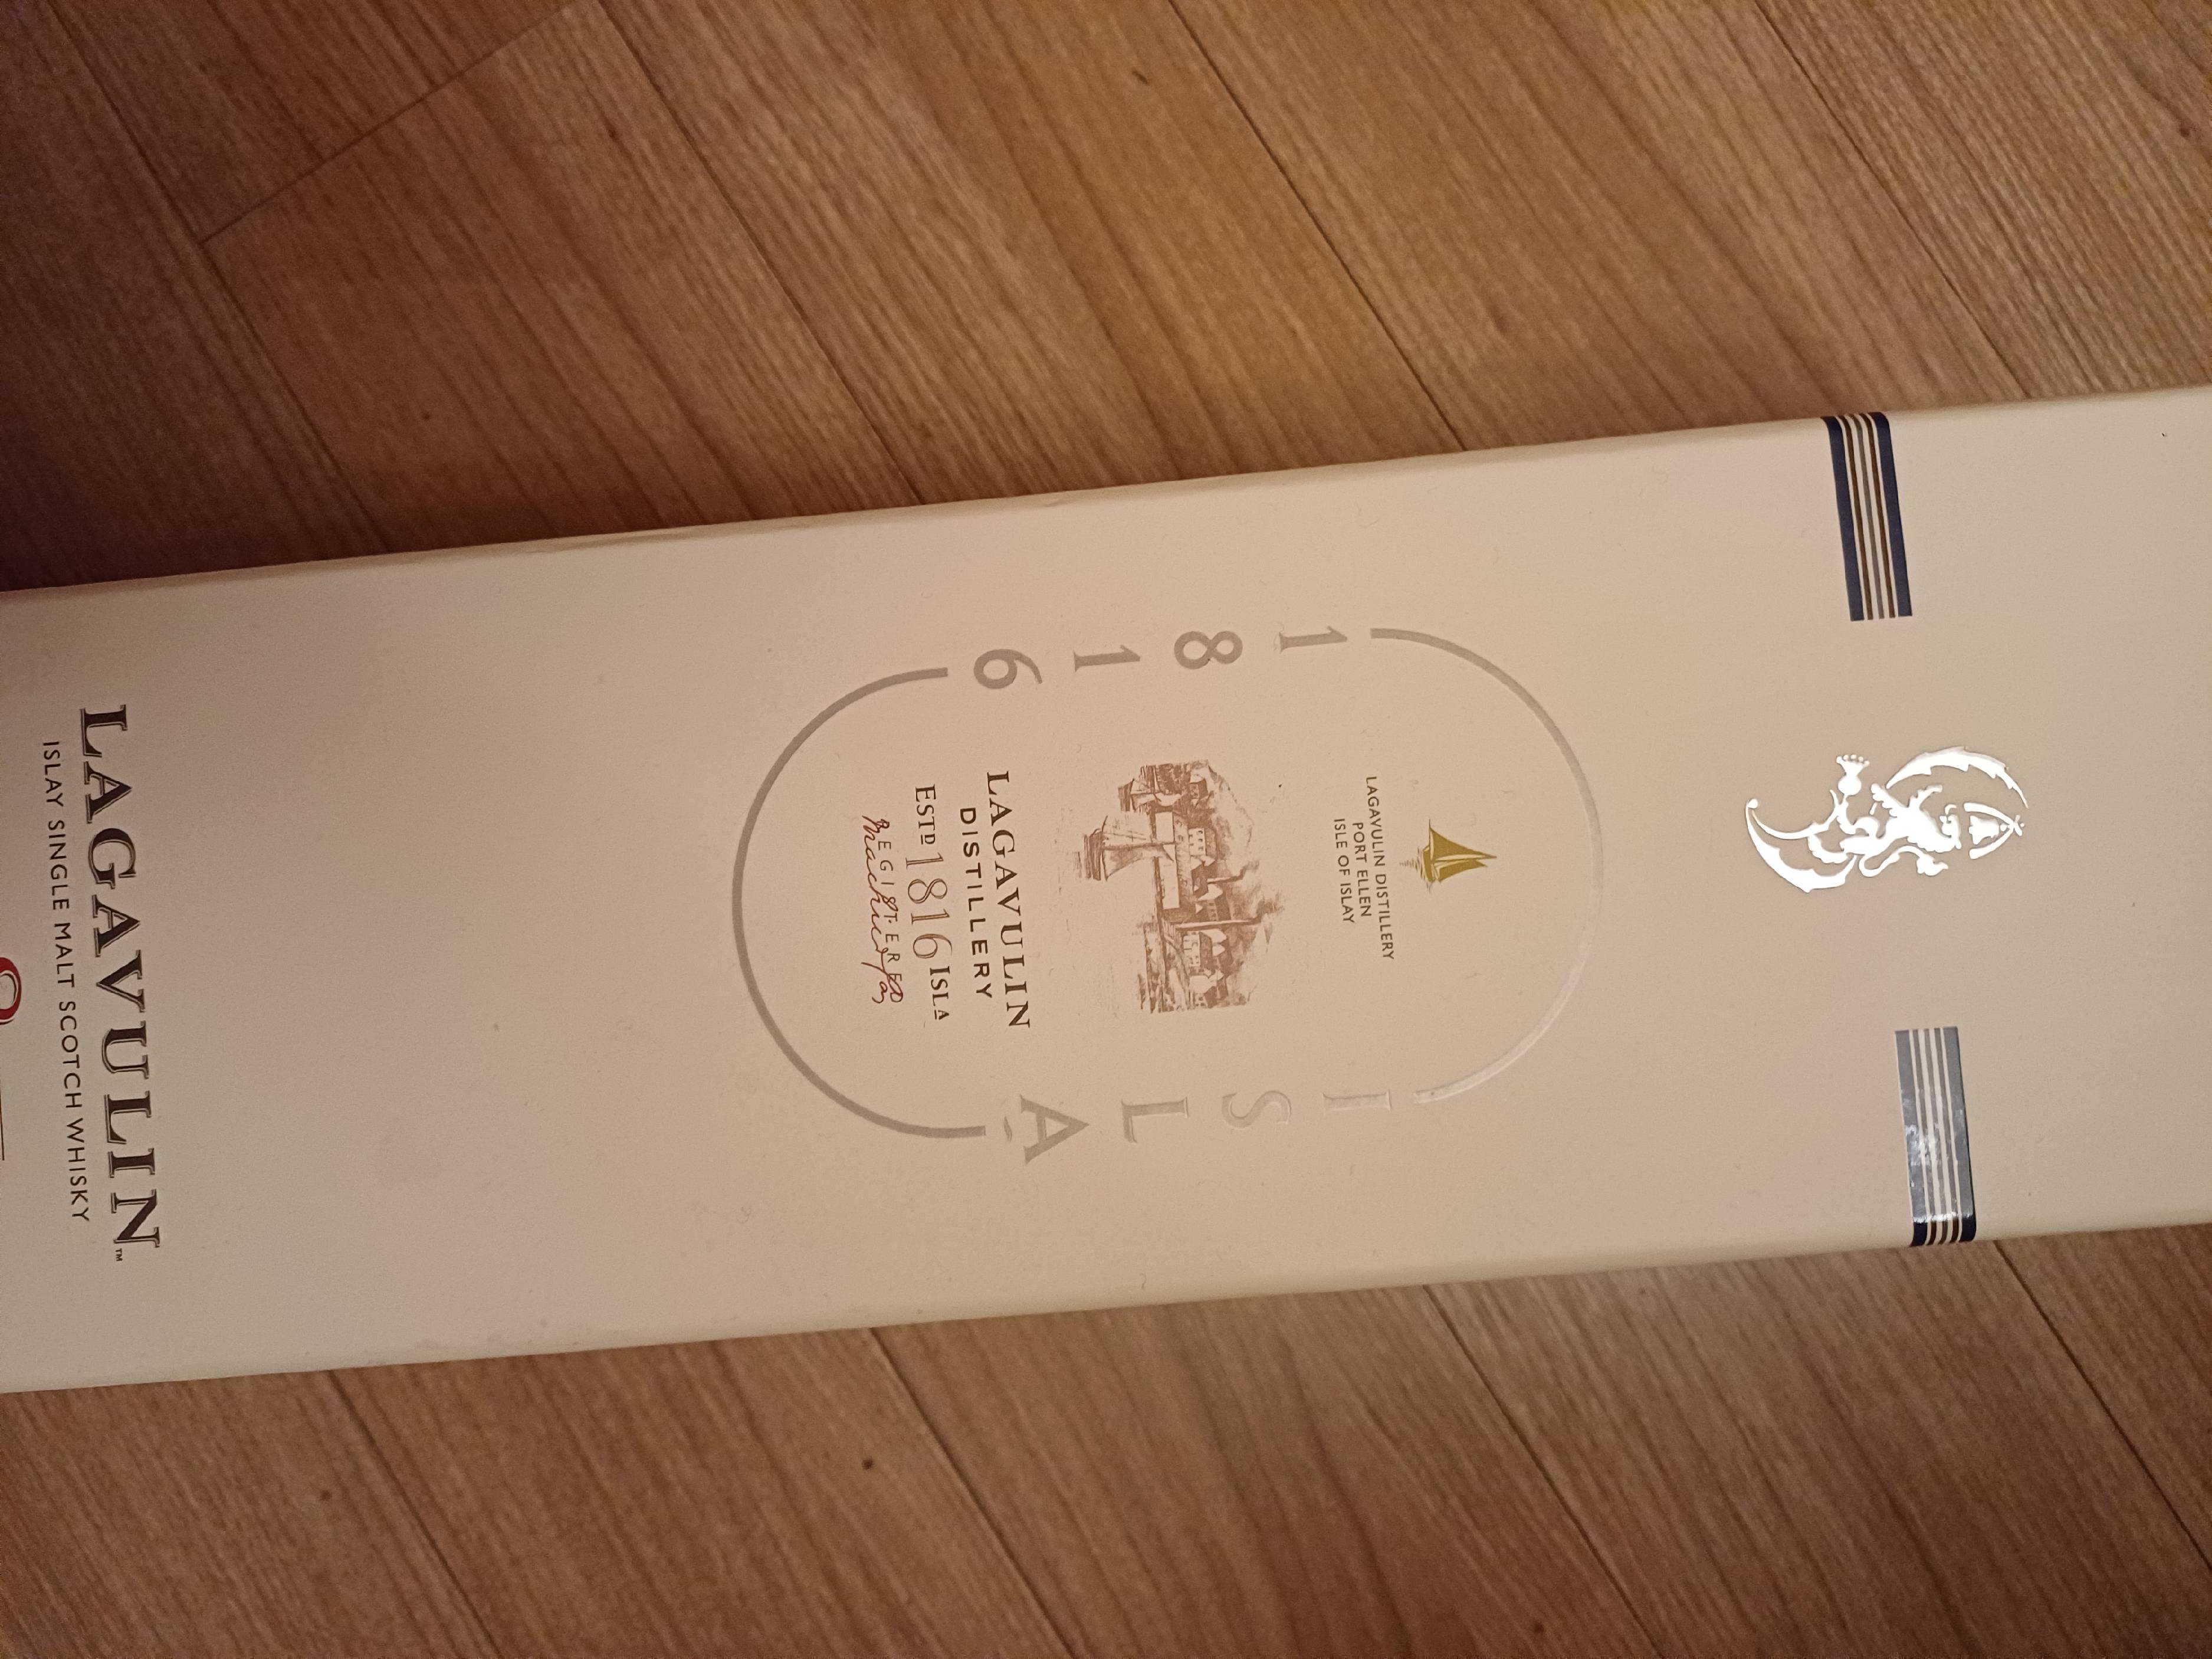 LAGAVULIN DISTILLERY
PORT ELLEN
ISLE OF ISLAY
1816
ISLA
LAGAVULIN
DISTILLERY
ESTD 1816 ISLA
REGISTERED
LAGAVULIN™
ISLAY SINGLE MALT SCOTCH WHISKY